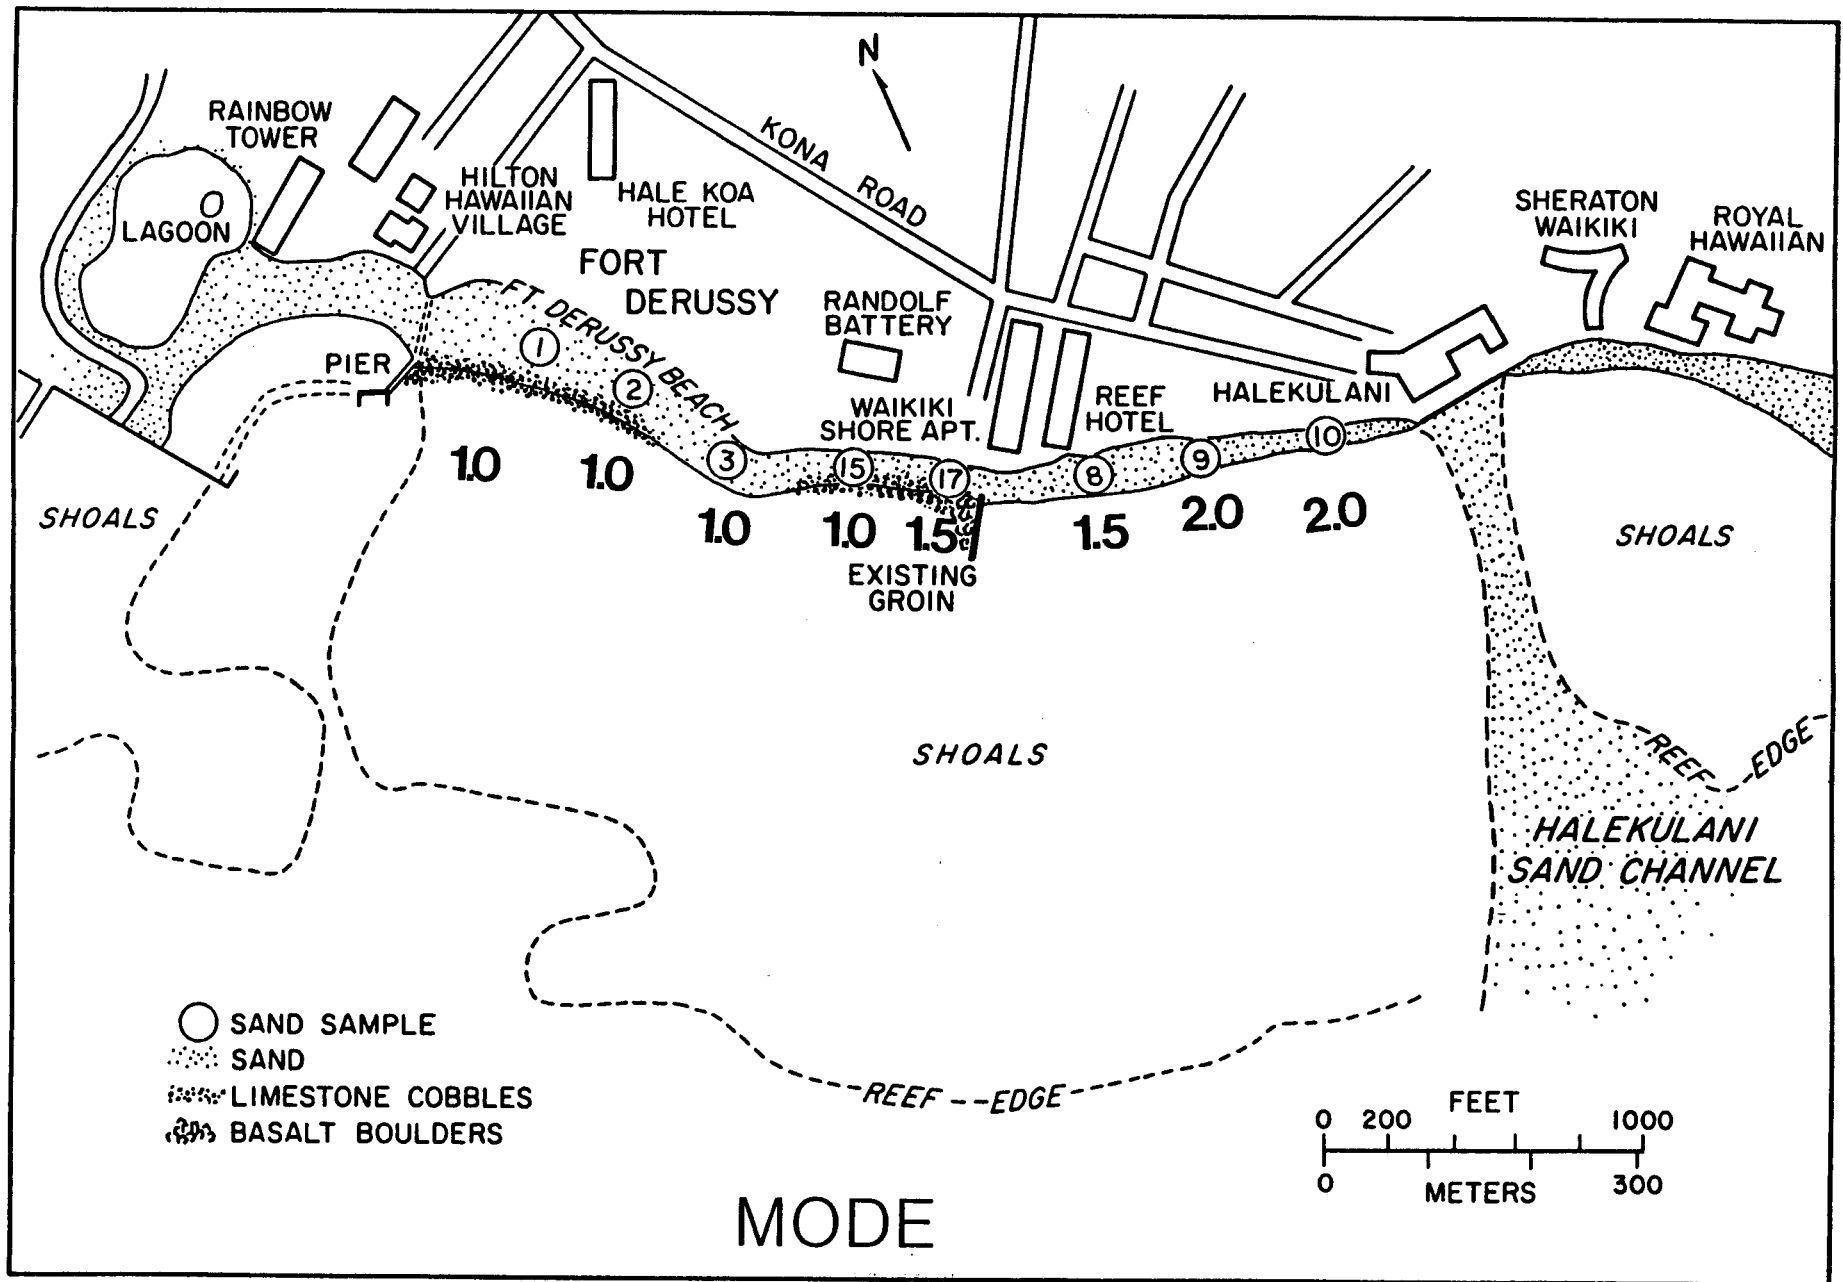 N
RAINBOW
TOWER
KONA
ROAD
HILTON
HAWAIIAN
VILLAGE
HALE KOA
HOTEL
LAGOON
SHERATON
WAIKIKI
ROYAL
HAWAIIAN
FORT
DERUSSY
FT. DERUSSY BEACH
RANDOLF
BATTERY
PIER
WAIKIKI
SHORE APT.
REEF
HOTEL
HALEKULANI
1
2
3
15
17
8
9
10
1.0
1.0
1.0
1.0
1.5
1.5
2.0
2.0
EXISTING
GROIN
SHOALS
SHOALS
SHOALS
REEF
EDGE
HALEKULANI
SAND CHANNEL
REEF--EDGE
SAND SAMPLE
SAND
LIMESTONE COBBLES
BASALT BOULDERS
FEET
0 200 1000
0 METERS 300
MODE